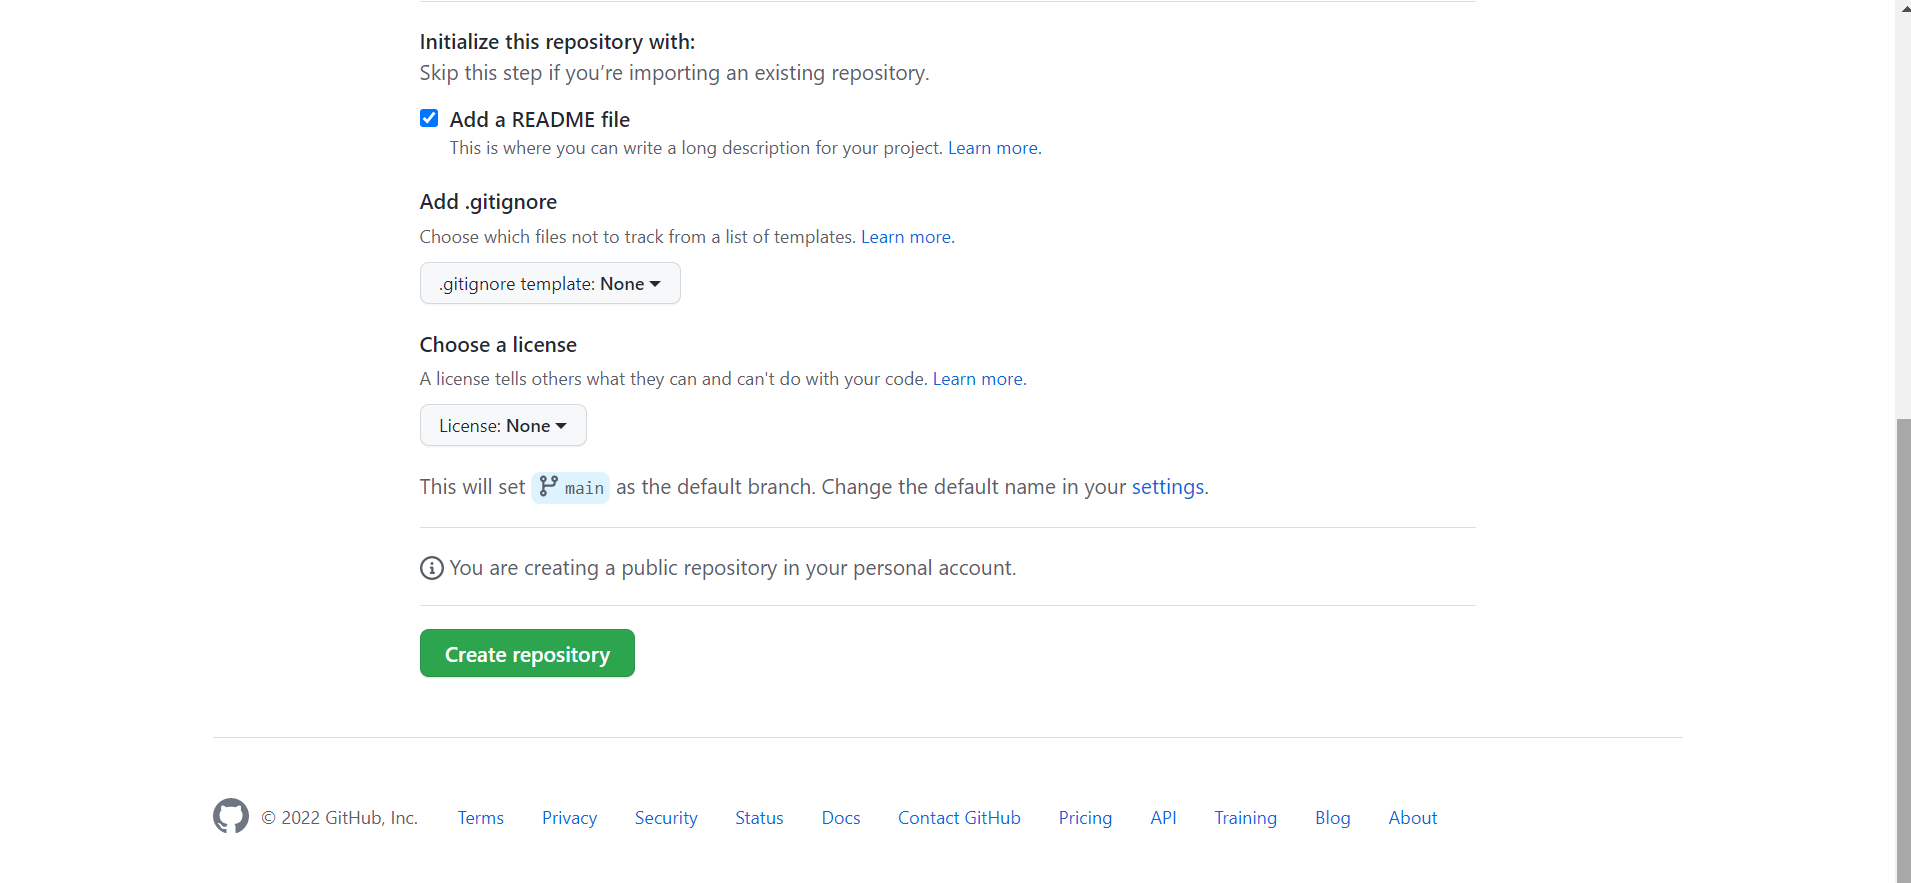 Initialize this repository with:
Skip this step if you’re importing an existing repository.
Add a README file
This is where you can write a long description for your project. Learn more.
Add .gitignore
Choose which files not to track from a list of templates. Learn more.
.gitignore template: None
Choose a license
A license tells others what they can and can't do with your code. Learn more.
License: None
This will set main as the default branch. Change the default name in your settings.
You are creating a public repository in your personal account.
Create repository
© 2022 GitHub, Inc. Terms Privacy Security Status Docs Contact GitHub Pricing API Training Blog About